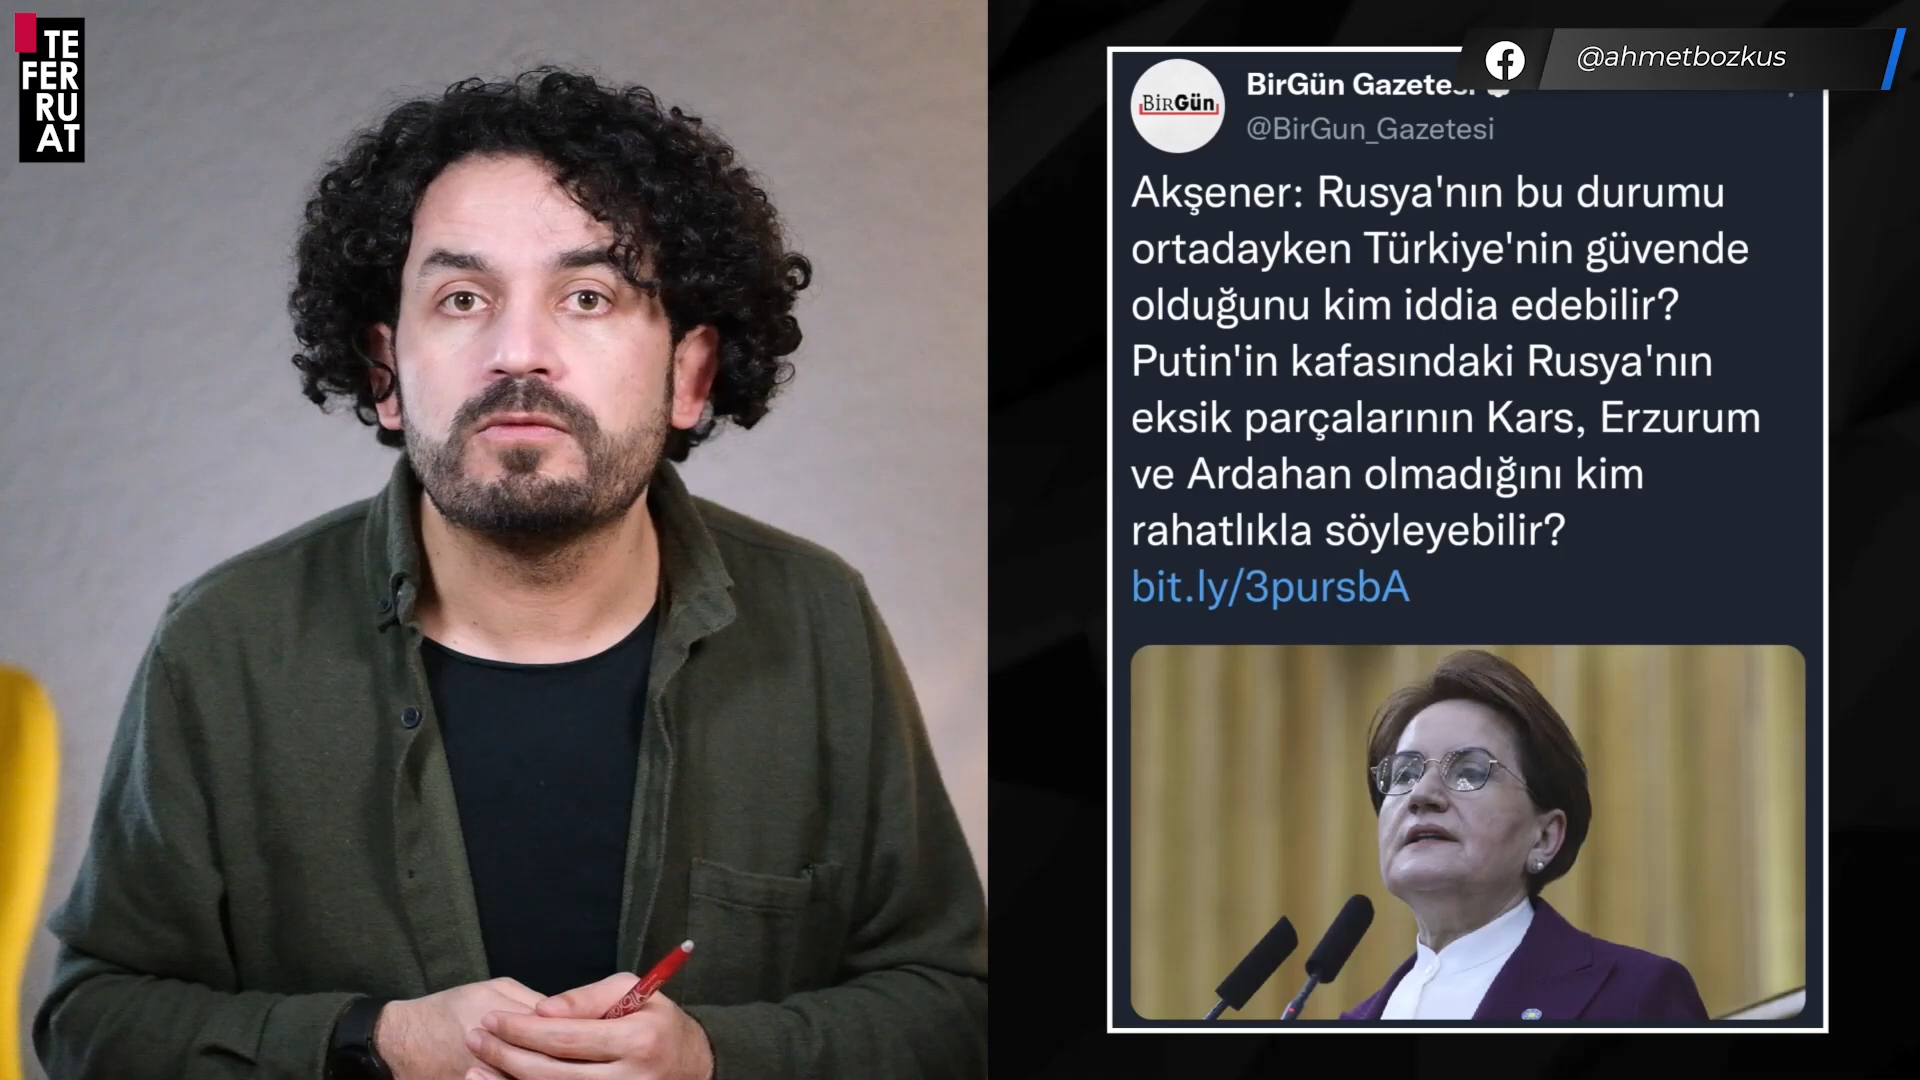 TE
FER
RU
AT
@ahmetbozkus
BirGün
BirGün Gazetesi
@BirGun_Gazetesi
Akşener: Rusya'nın bu durumu
ortadayken Türkiye'nin güvende
olduğunu kim iddia edebilir?
Putin'in kafasındaki Rusya'nın
eksik parçalarının Kars, Erzurum
ve Ardahan olmadığını kim
rahatlıkla söyleyebilir?
bit.ly/3pursbA